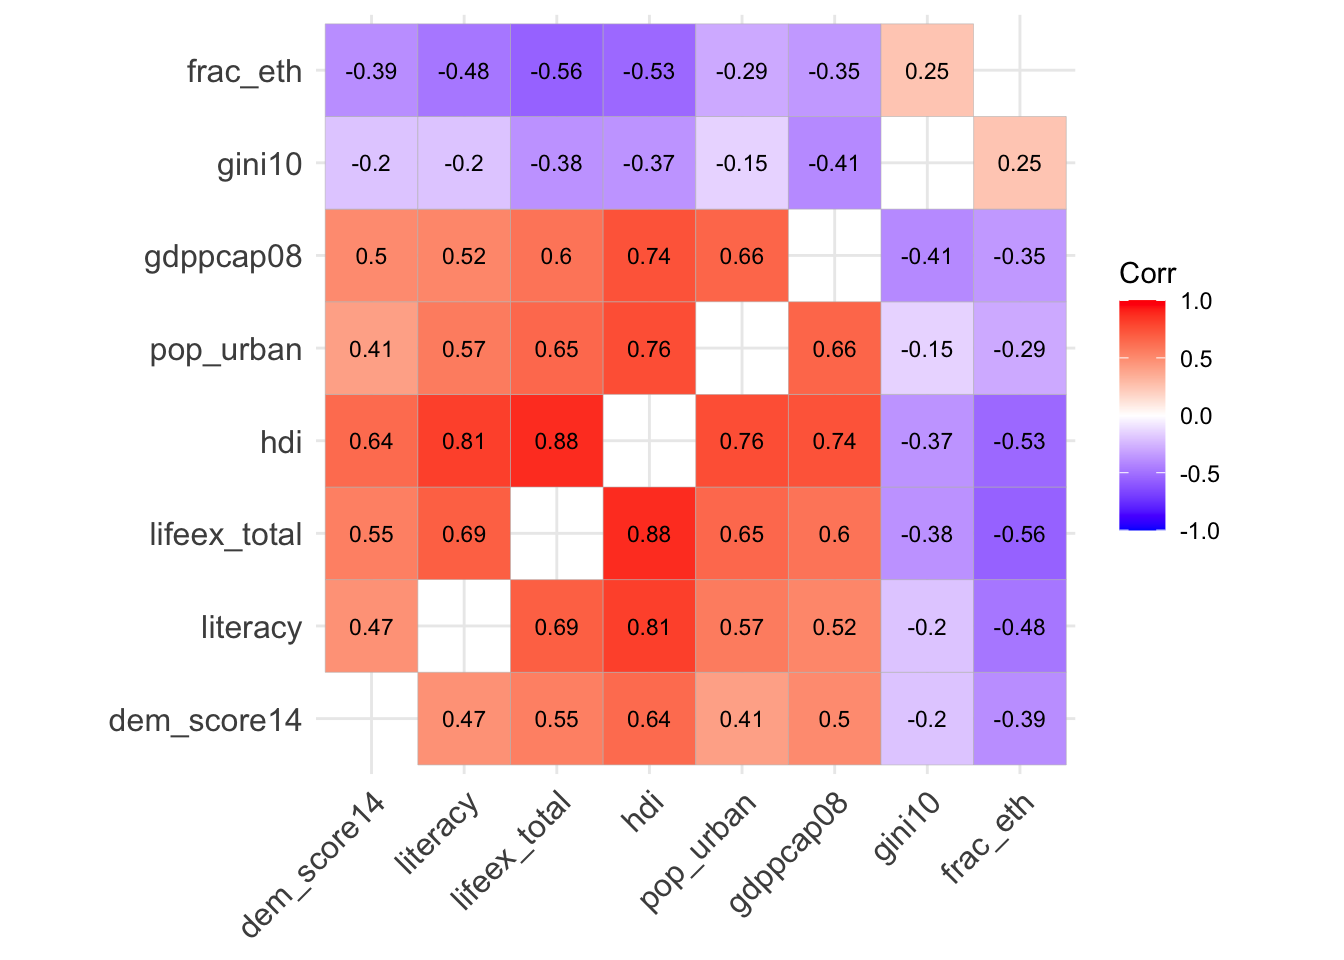 frac_eth -0.39 -0.48 -0.56 -0.53 -0.29 -0.35 0.25
gini10 -0.2 -0.2 -0.38 -0.37 -0.15 -0.41 0.25
gdppcap08 0.5 0.52 0.6 0.74 0.66 -0.41 -0.35
pop_urban 0.41 0.57 0.65 0.76 0.66 -0.15 -0.29
hdi 0.64 0.81 0.88 0.76 0.74 -0.37 -0.53
lifeex_total 0.55 0.69 0.88 0.65 0.6 -0.38 -0.56
literacy 0.47 0.69 0.81 0.57 0.52 -0.2 -0.48
dem_score14 0.47 0.55 0.64 0.41 0.5 -0.2 -0.39
dem_score14 literacy lifeex_total hdi pop_urban gdppcap08 gini10 frac_eth
Corr
1.0
0.5
0.0
-0.5
-1.0